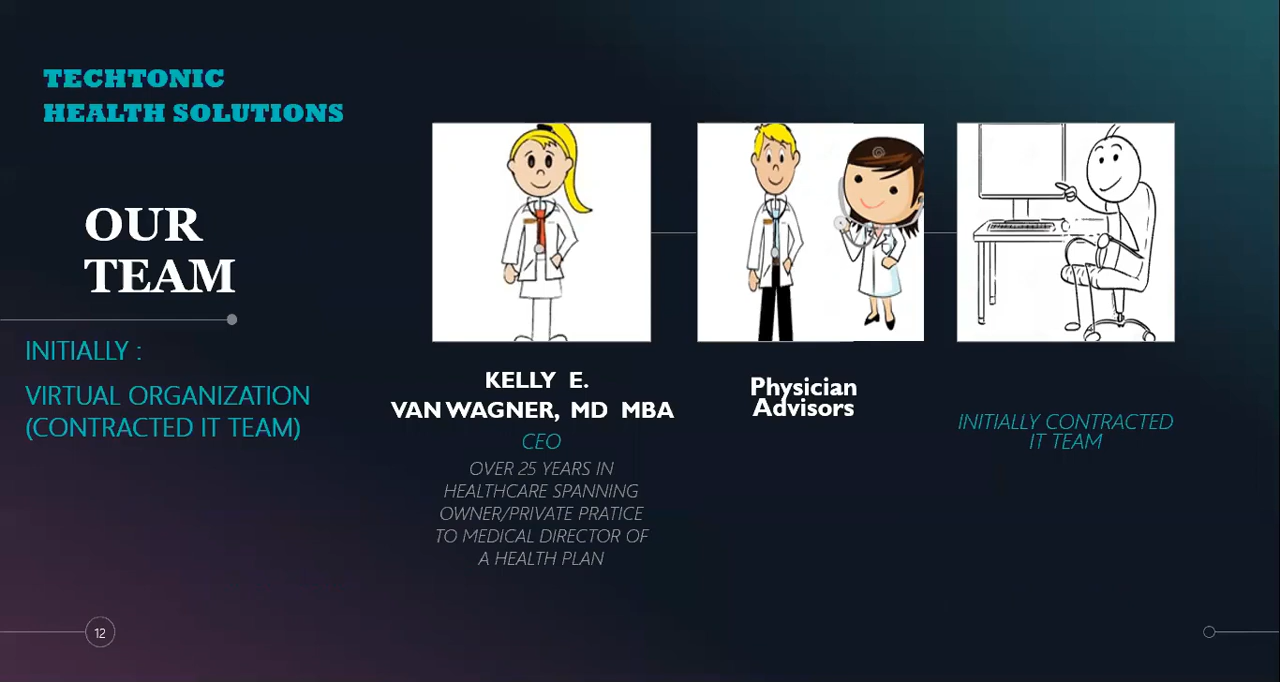 TECHTONIC
HEALTH SOLUTIONS
OUR
TEAM
INITIALLY :
VIRTUAL ORGANIZATION
(CONTRACTED IT TEAM)
KELLY E.
VAN WAGNER, MD MBA
CEO
OVER 25 YEARS IN
HEALTHCARE SPANNING
OWNER/PRIVATE PRATICE
TO MEDICAL DIRECTOR OF
A HEALTH PLAN
Physician
Advisors
INITIALLY CONTRACTED
IT TEAM
12